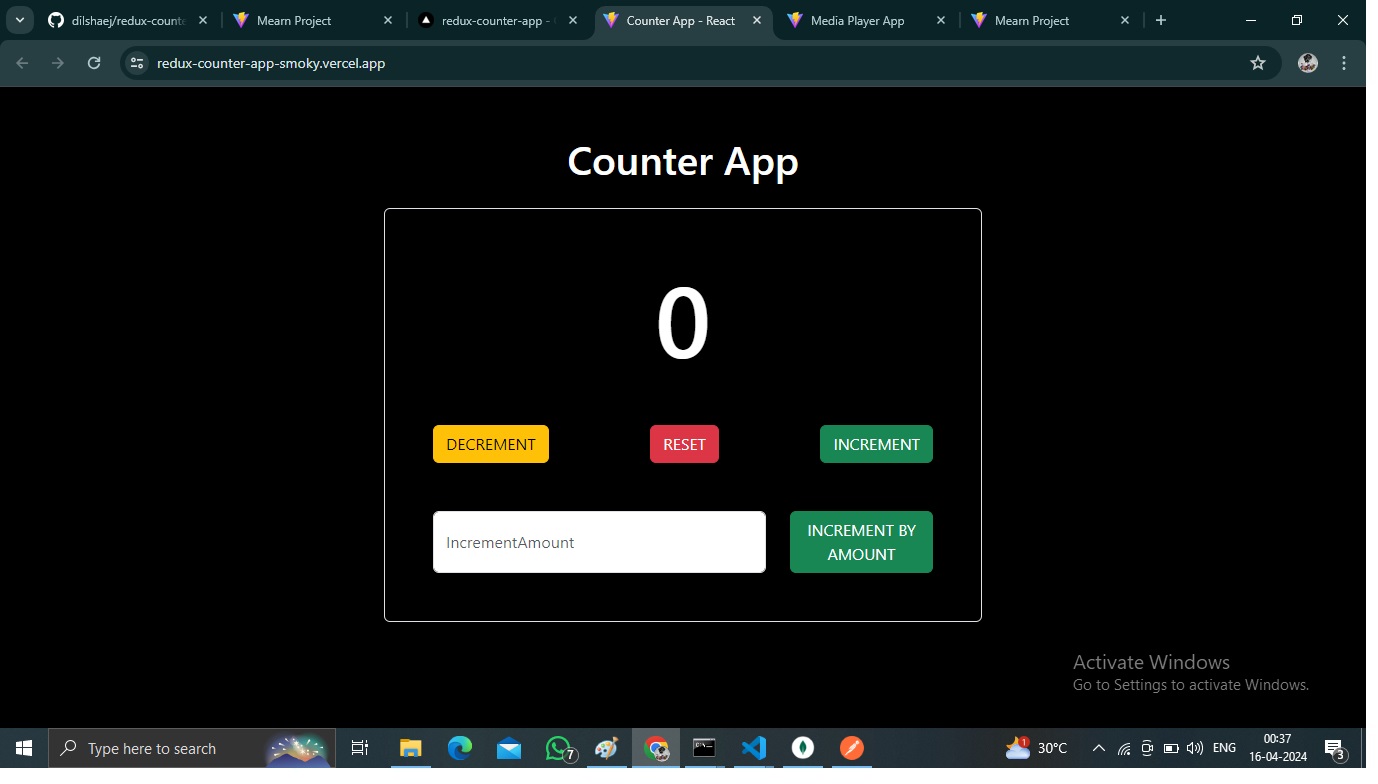 dilshaej/redux-counte
Mearn Project
redux-counter-app -
Counter App - React
Media Player App
Mearn Project
redux-counter-app-smoky.vercel.app
Counter App
0
DECREMENT
RESET
INCREMENT
IncrementAmount
INCREMENT BY
AMOUNT
Activate Windows
Go to Settings to activate Windows.
Type here to search
7
1
30°C
ENG
00:37
16-04-2024
3